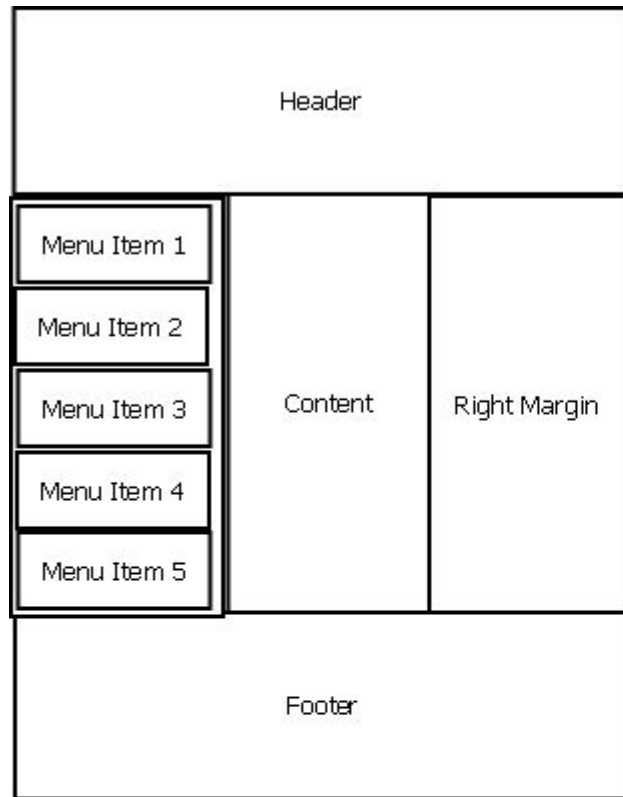 Header
Menu Item 1
Menu Item 2
Menu Item 3
Menu Item 4
Menu Item 5
Content
Right Margin
Footer